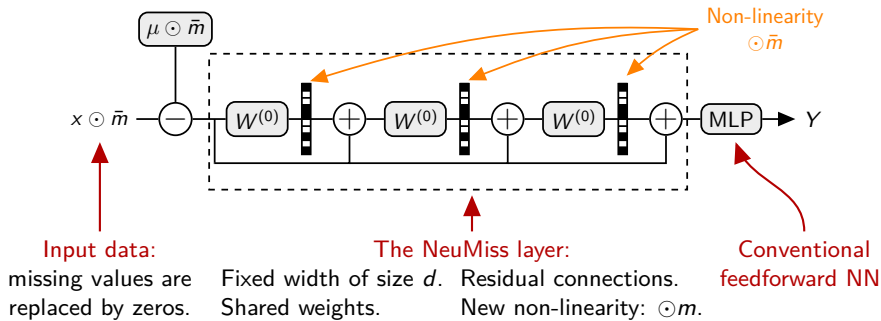 Non-linearity
⊙m̄
μ ⊙ m̄
x ⊙ m̄ − W⁽⁰⁾ + W⁽⁰⁾ + W⁽⁰⁾ + MLP Y
Input data:
missing values are
replaced by zeros.
The NeuMiss layer:
Fixed width of size d. Residual connections.
Shared weights. New non-linearity: ⊙m.
Conventional
feedforward NN